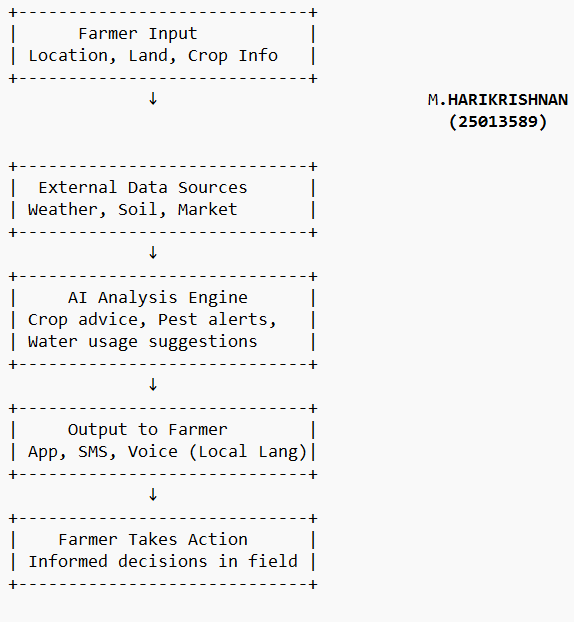 +-----------------------------+
|      Farmer Input           |
| Location, Land, Crop Info   |
+-----------------------------+
↓
M.HARIKRISHNAN
(25013589)
+-----------------------------+
|  External Data Sources      |
| Weather, Soil, Market       |
+-----------------------------+
↓
+-----------------------------+
|     AI Analysis Engine      |
| Crop advice, Pest alerts,   |
| Water usage suggestions     |
+-----------------------------+
↓
+-----------------------------+
|     Output to Farmer        |
| App, SMS, Voice (Local Lang)|
+-----------------------------+
↓
+-----------------------------+
|    Farmer Takes Action      |
| Informed decisions in field |
+-----------------------------+